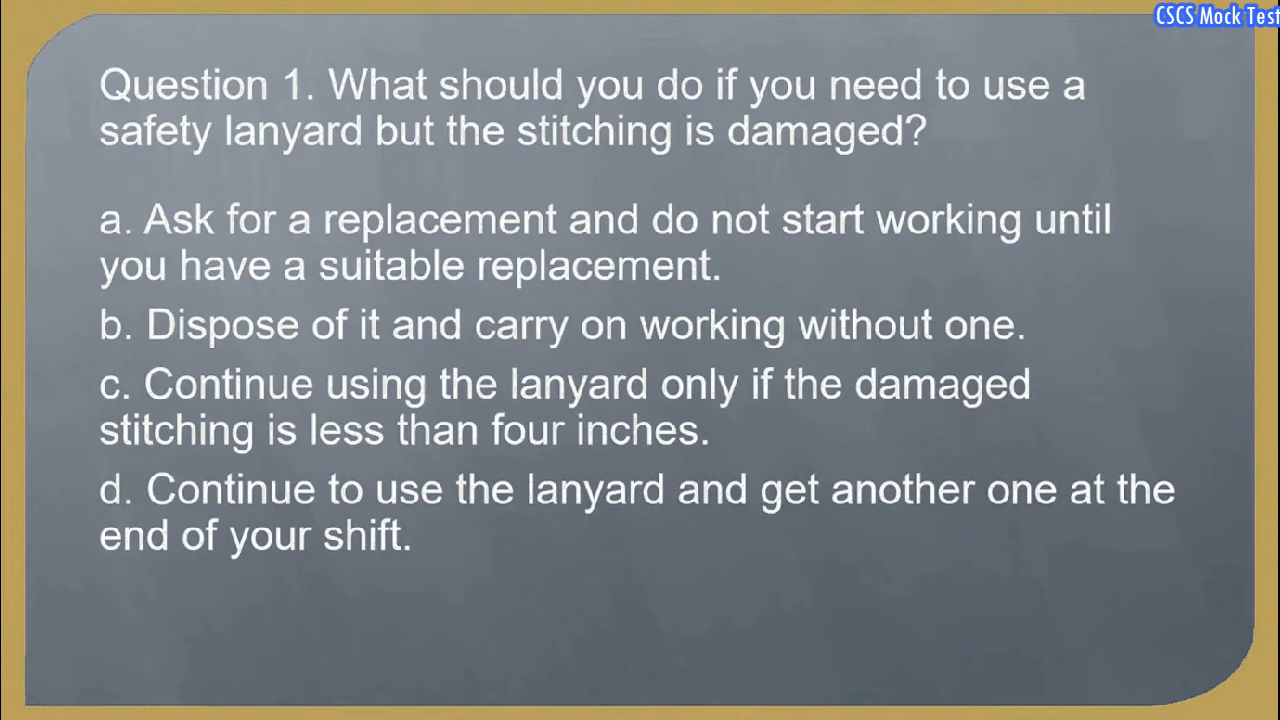 CSCS Mock Test
Question 1. What should you do if you need to use a
safety lanyard but the stitching is damaged?
a. Ask for a replacement and do not start working until
you have a suitable replacement.
b. Dispose of it and carry on working without one.
c. Continue using the lanyard only if the damaged
stitching is less than four inches.
d. Continue to use the lanyard and get another one at the
end of your shift.